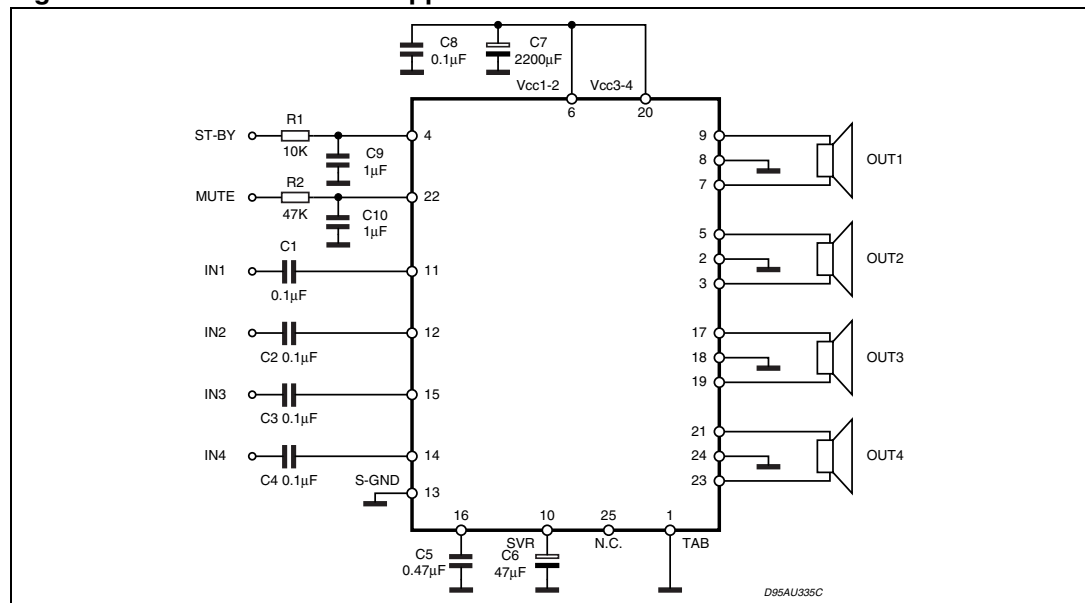 C8
0.1µF
C7
2200µF
Vcc1-2
Vcc3-4
6
20
ST-BY
R1
10K
4
C9
1µF
MUTE
R2
47K
22
C10
1µF
IN1
C1
0.1µF
11
IN2
C2 0.1µF
12
IN3
C3 0.1µF
15
IN4
C4 0.1µF
14
S-GND
13
9
8
7
OUT1
5
2
3
OUT2
17
18
19
OUT3
21
24
23
OUT4
16
10
25
1
SVR
N.C.
TAB
C5
0.47µF
C6
47µF
D95AU335C